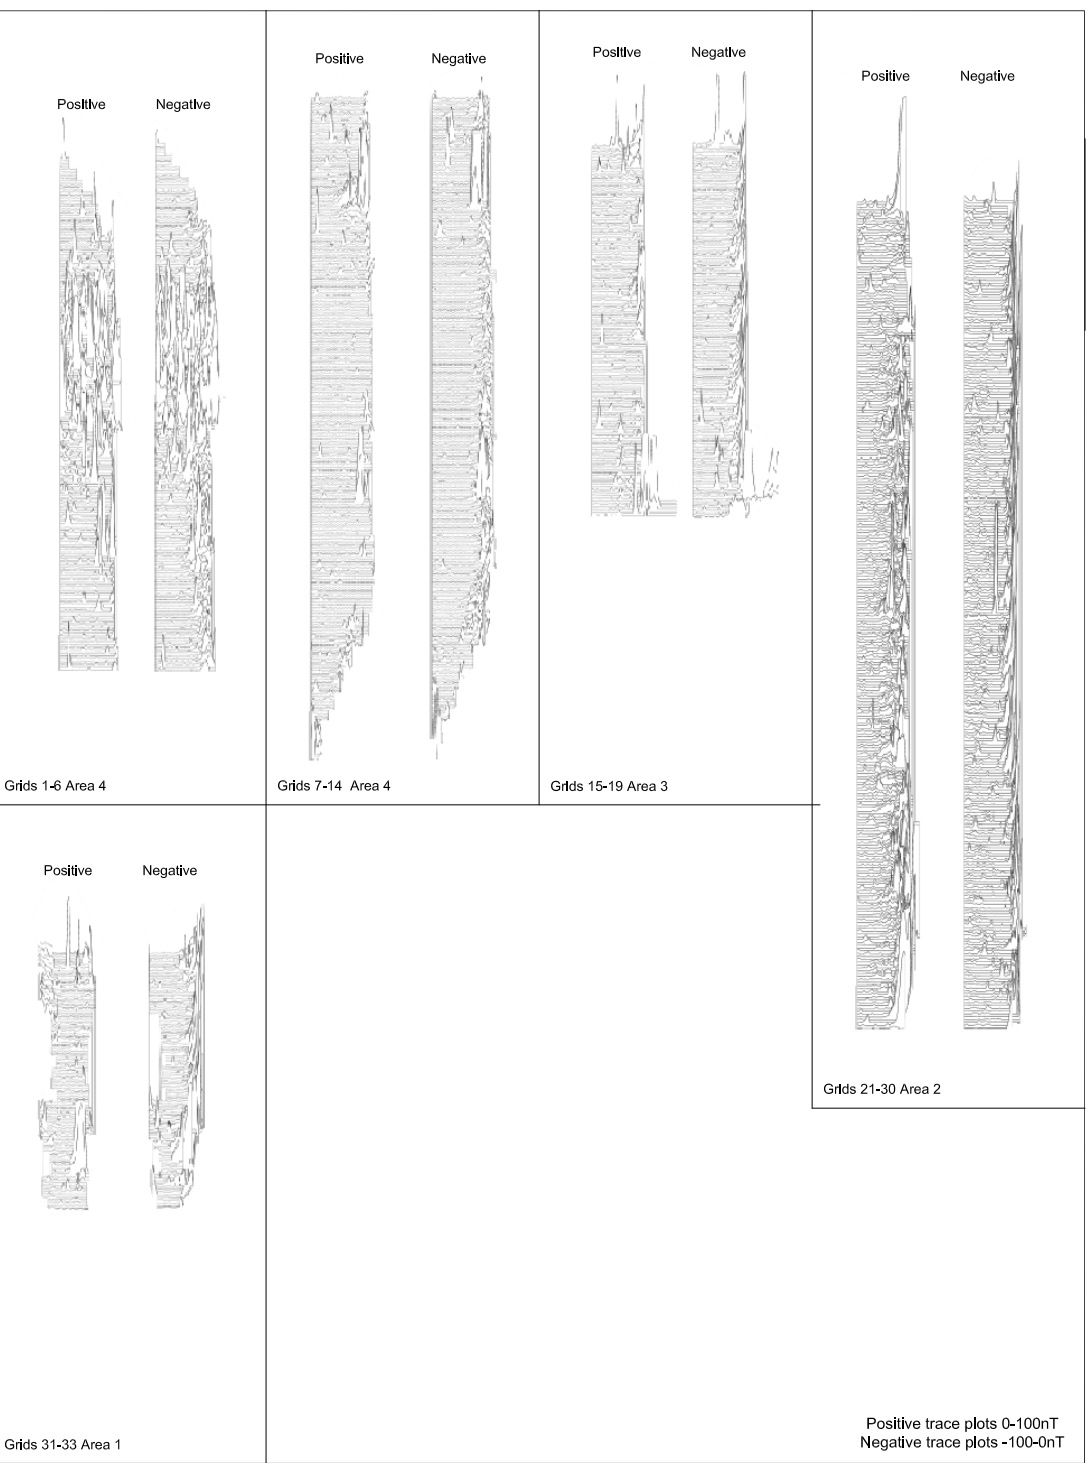 Positive Negative
Grids 1-6 Area 4
Positive Negative
Grids 7-14 Area 4
Positive Negative
Grids 15-19 Area 3
Positive Negative
Grids 21-30 Area 2
Positive Negative
Grids 31-33 Area 1
Positive trace plots 0-100nT
Negative trace plots -100-0nT